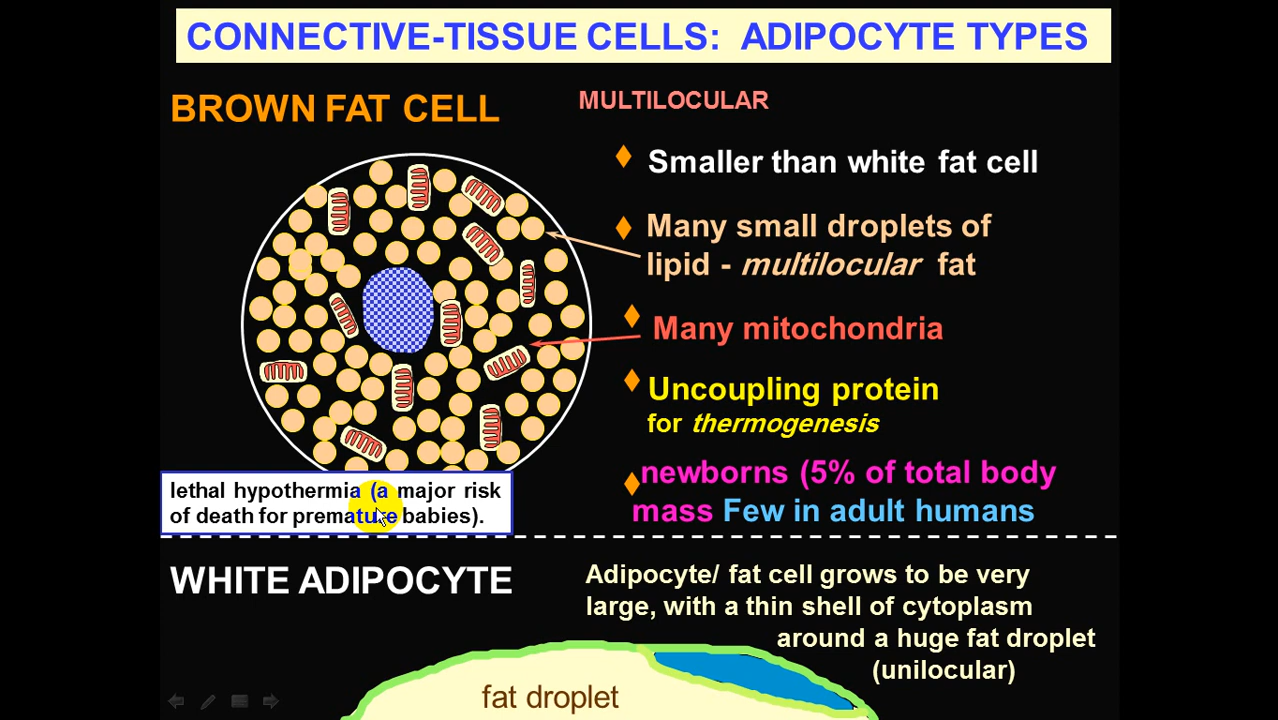 CONNECTIVE-TISSUE CELLS: ADIPOCYTE TYPES
BROWN FAT CELL
MULTILOCULAR
Smaller than white fat cell
Many small droplets of
lipid - multilocular fat
Many mitochondria
Uncoupling protein
for thermogenesis
newborns (5% of total body
mass Few in adult humans
lethal hypothermia (a major risk
of death for premature babies).
WHITE ADIPOCYTE
Adipocyte/ fat cell grows to be very
large, with a thin shell of cytoplasm
around a huge fat droplet
(unilocular)
fat droplet